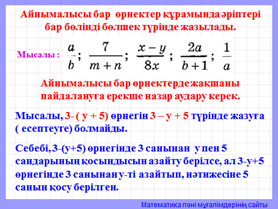 Айнымалысы бар өрнектер құрамында әріптері
бар бөлінді бөлшек түрінде жазылады.
Мысалы : a/b; 7/(m + n); (x − y)/8x; 2a/(b + 1); 1/a
Айнымалысы бар өрнектердежақшаны
пайдалануға ерекше назар аудару керек.
Мысалы, 3- ( y + 5) өрнегін 3 – y + 5 түрінде жазуға
( есептеуге) болмайды.
Себебі, 3-(y+5) өрнегінде 3 санынан y пен 5
сандарының қосындысын азайту берілсе, ал 3-y+5
өрнегінде 3 санынан y-ті азайтып, нәтижесіне 5
санын қосу берілген.
Математика пәні мұғалімдерінің сайты